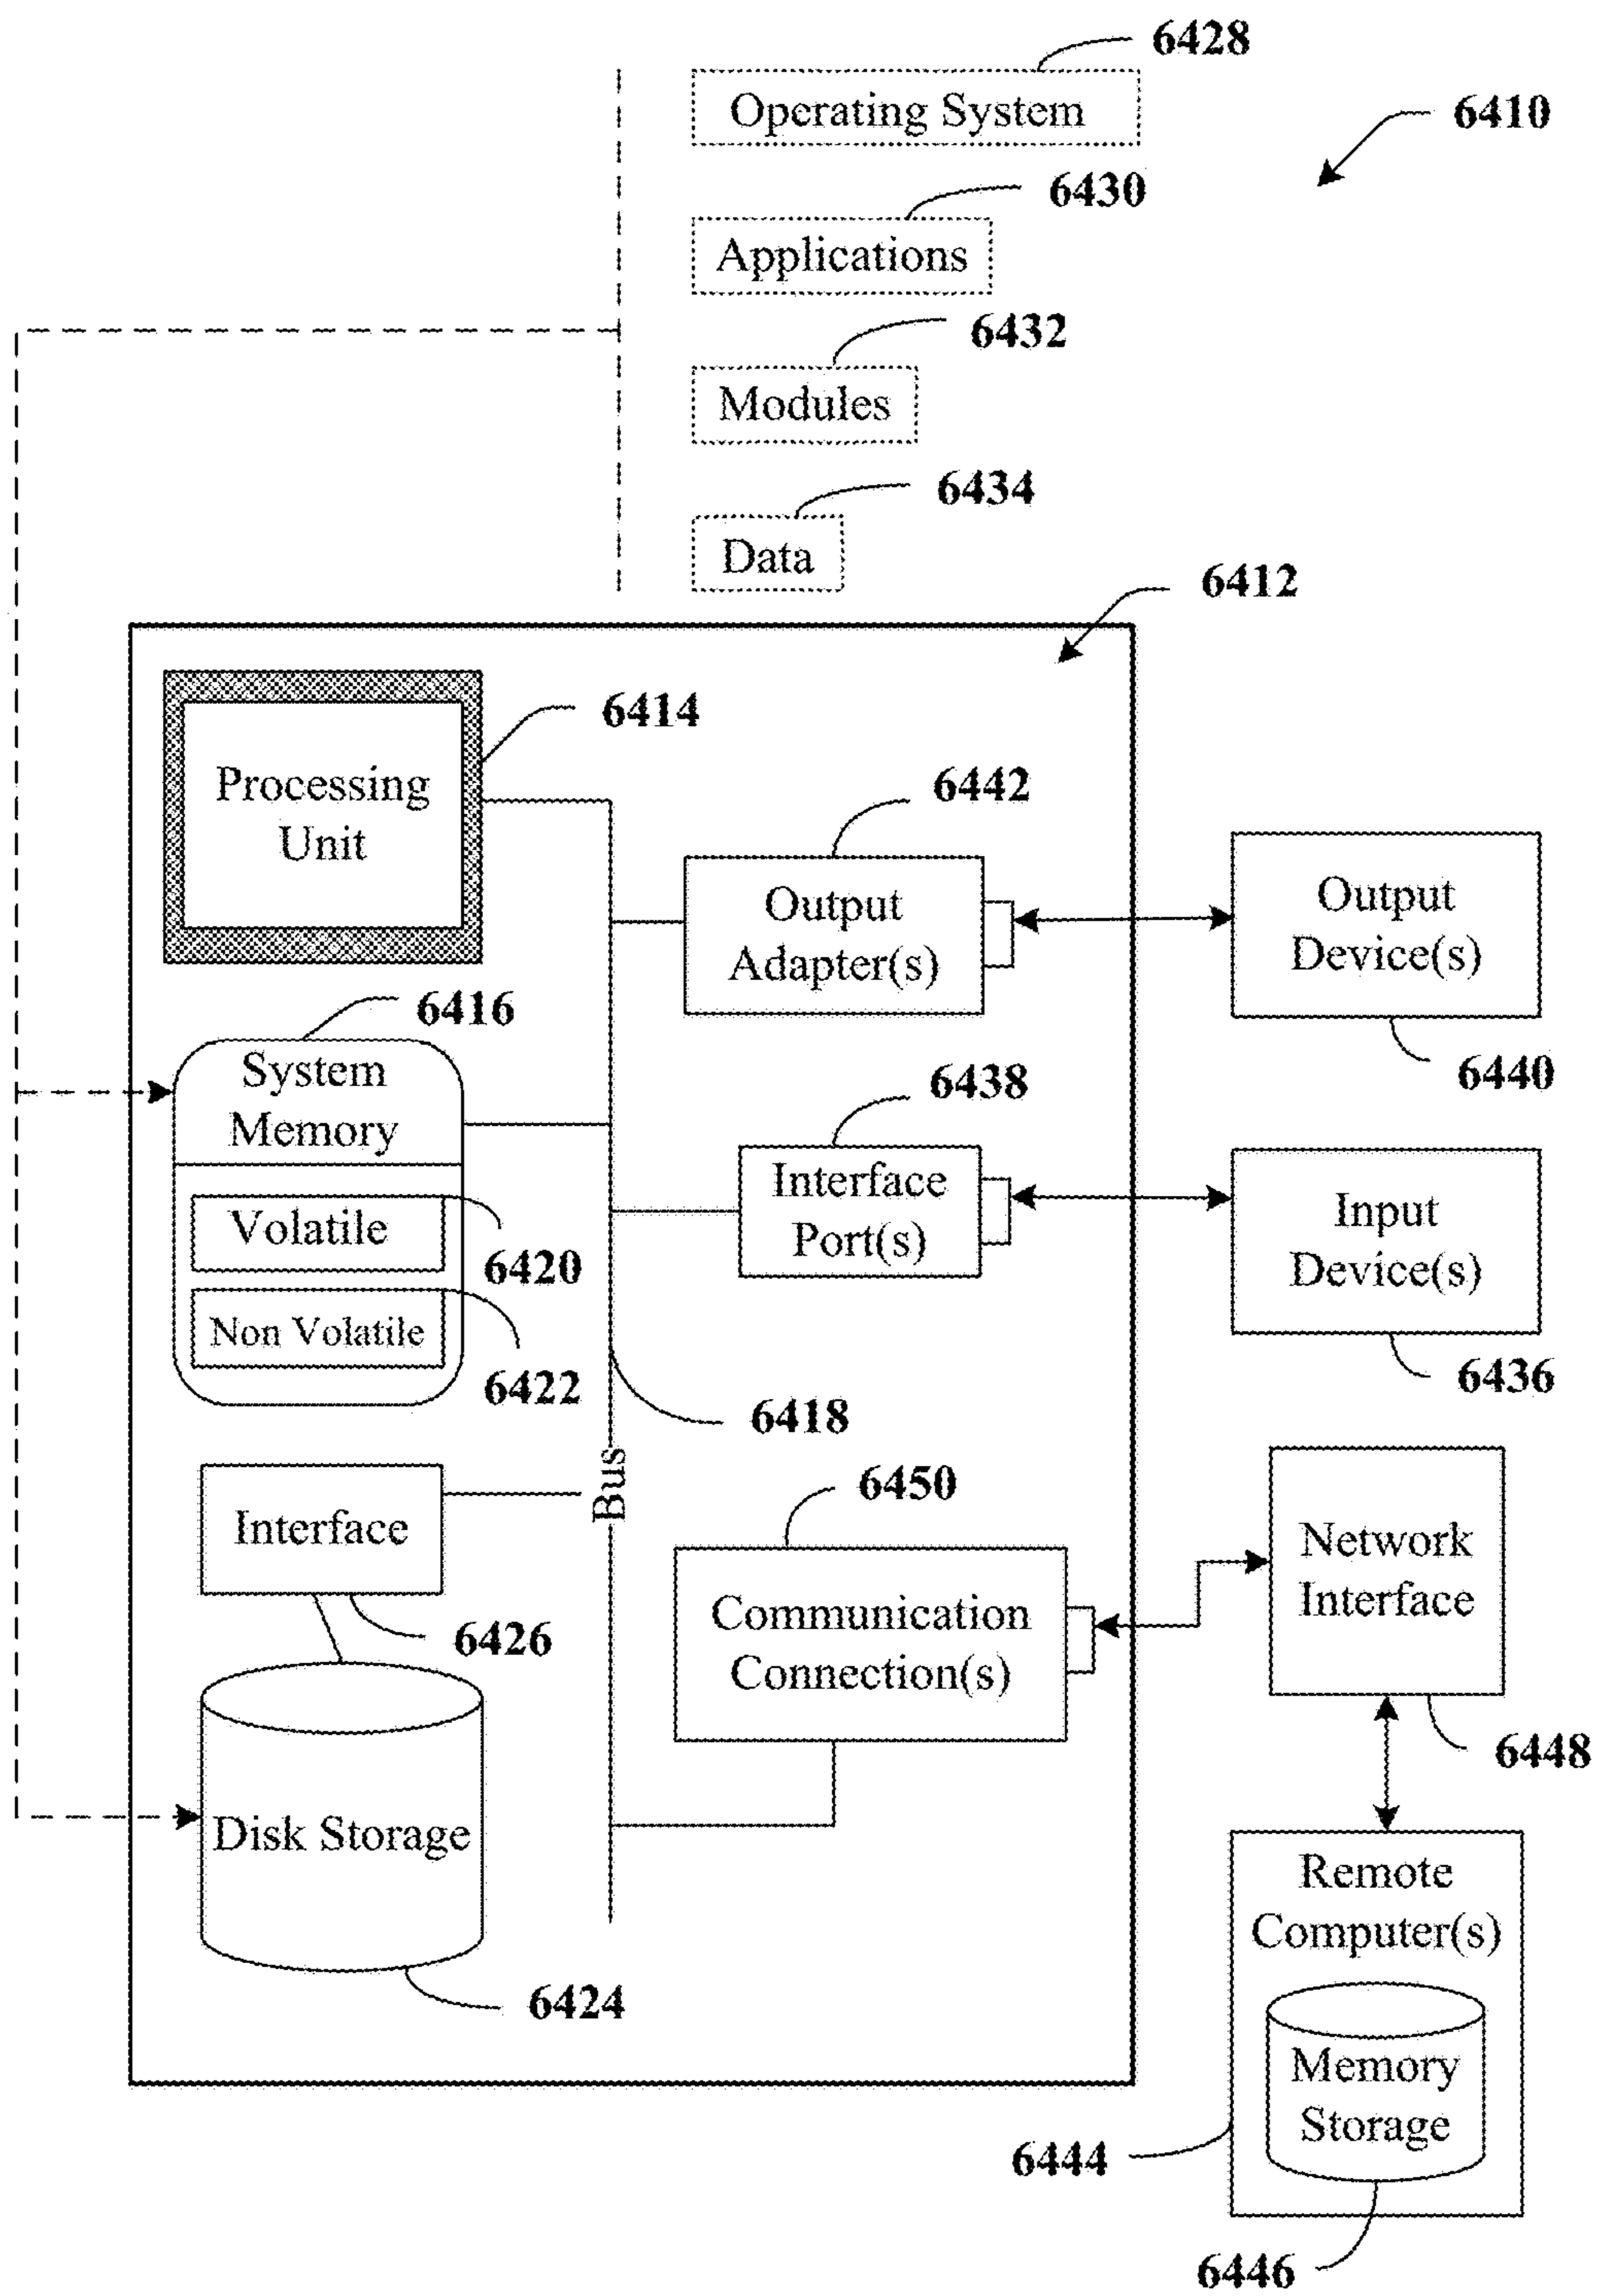 6428
Operating System
6410
6430
Applications
6432
Modules
6434
Data
6412
6414
Processing
Unit
6442
Output
Adapter(s)
Output
Device(s)
6440
6416
System
Memory
6438
Interface
Port(s)
Input
Device(s)
6436
Volatile
6420
Non Volatile
6422
6418
Bus
6450
Interface
6426
Communication
Connection(s)
Network
Interface
6448
Disk Storage
6424
Remote
Computer(s)
Memory
Storage
6444
6446